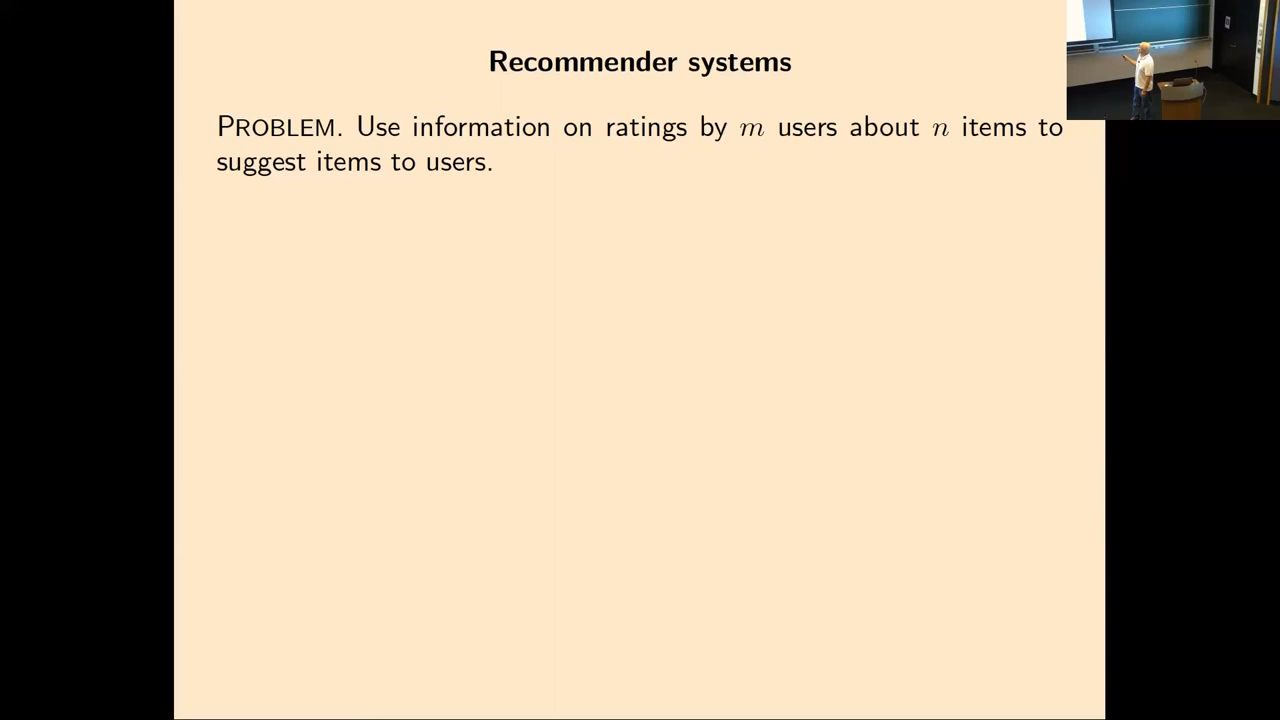 Recommender systems
PROBLEM. Use information on ratings by m users about n items to
suggest items to users.